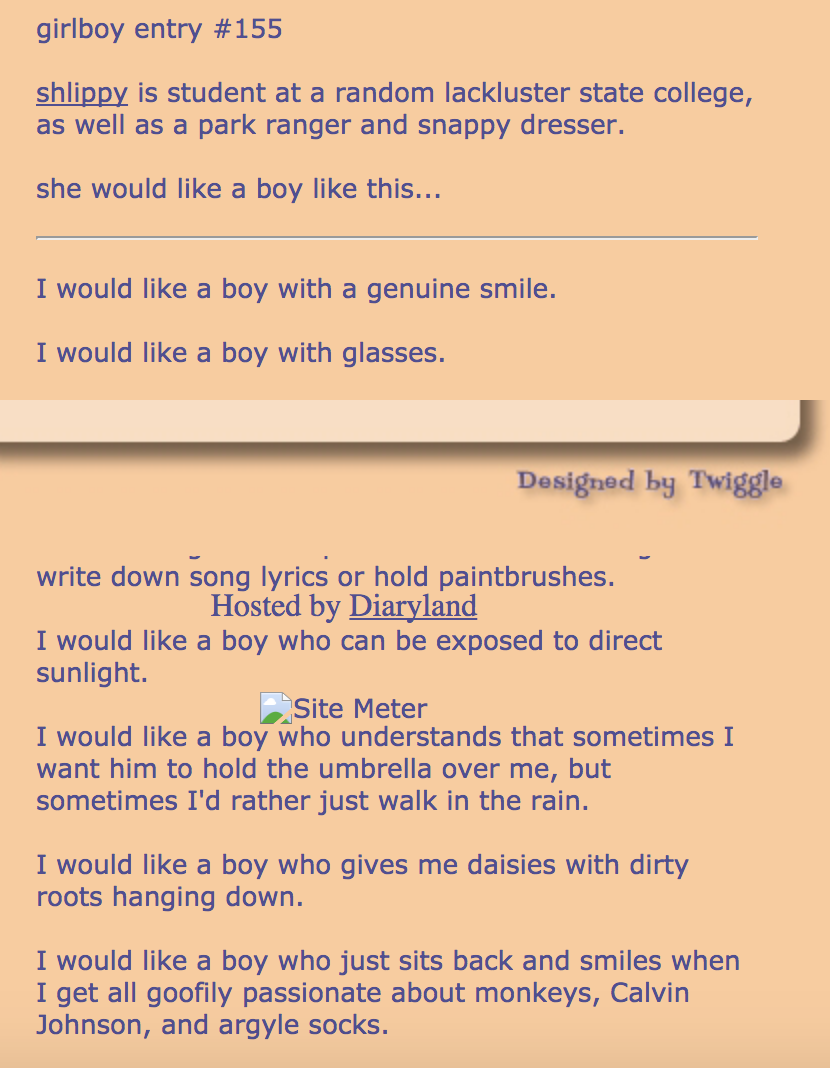 girlboy entry #155
shlippy is student at a random lackluster state college,
as well as a park ranger and snappy dresser.
she would like a boy like this...
I would like a boy with a genuine smile.
I would like a boy with glasses.
Designed by Twiggle
write down song lyrics or hold paintbrushes.
Hosted by Diaryland
I would like a boy who can be exposed to direct
sunlight.
Site Meter
I would like a boy who understands that sometimes I
want him to hold the umbrella over me, but
sometimes I'd rather just walk in the rain.
I would like a boy who gives me daisies with dirty
roots hanging down.
I would like a boy who just sits back and smiles when
I get all goofily passionate about monkeys, Calvin
Johnson, and argyle socks.